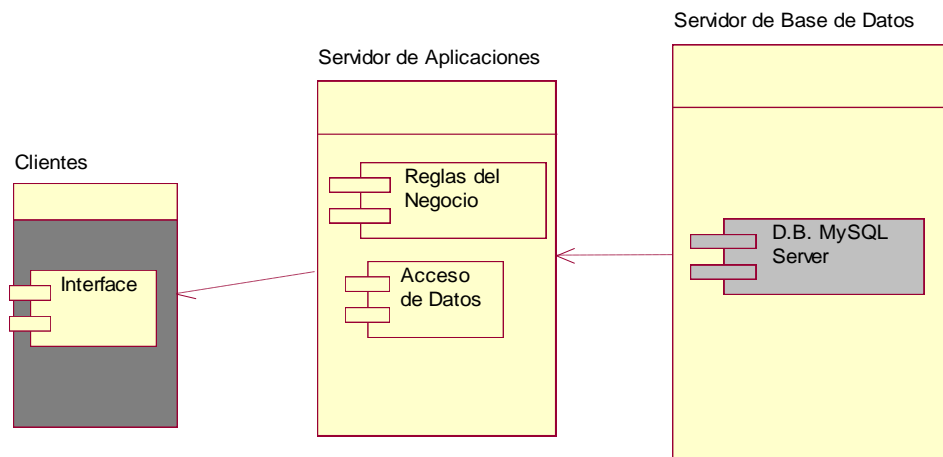 Servidor de Base de Datos
Servidor de Aplicaciones
Clientes
Reglas del
Negocio
D.B. MySQL
Server
Interface
Acceso
de Datos